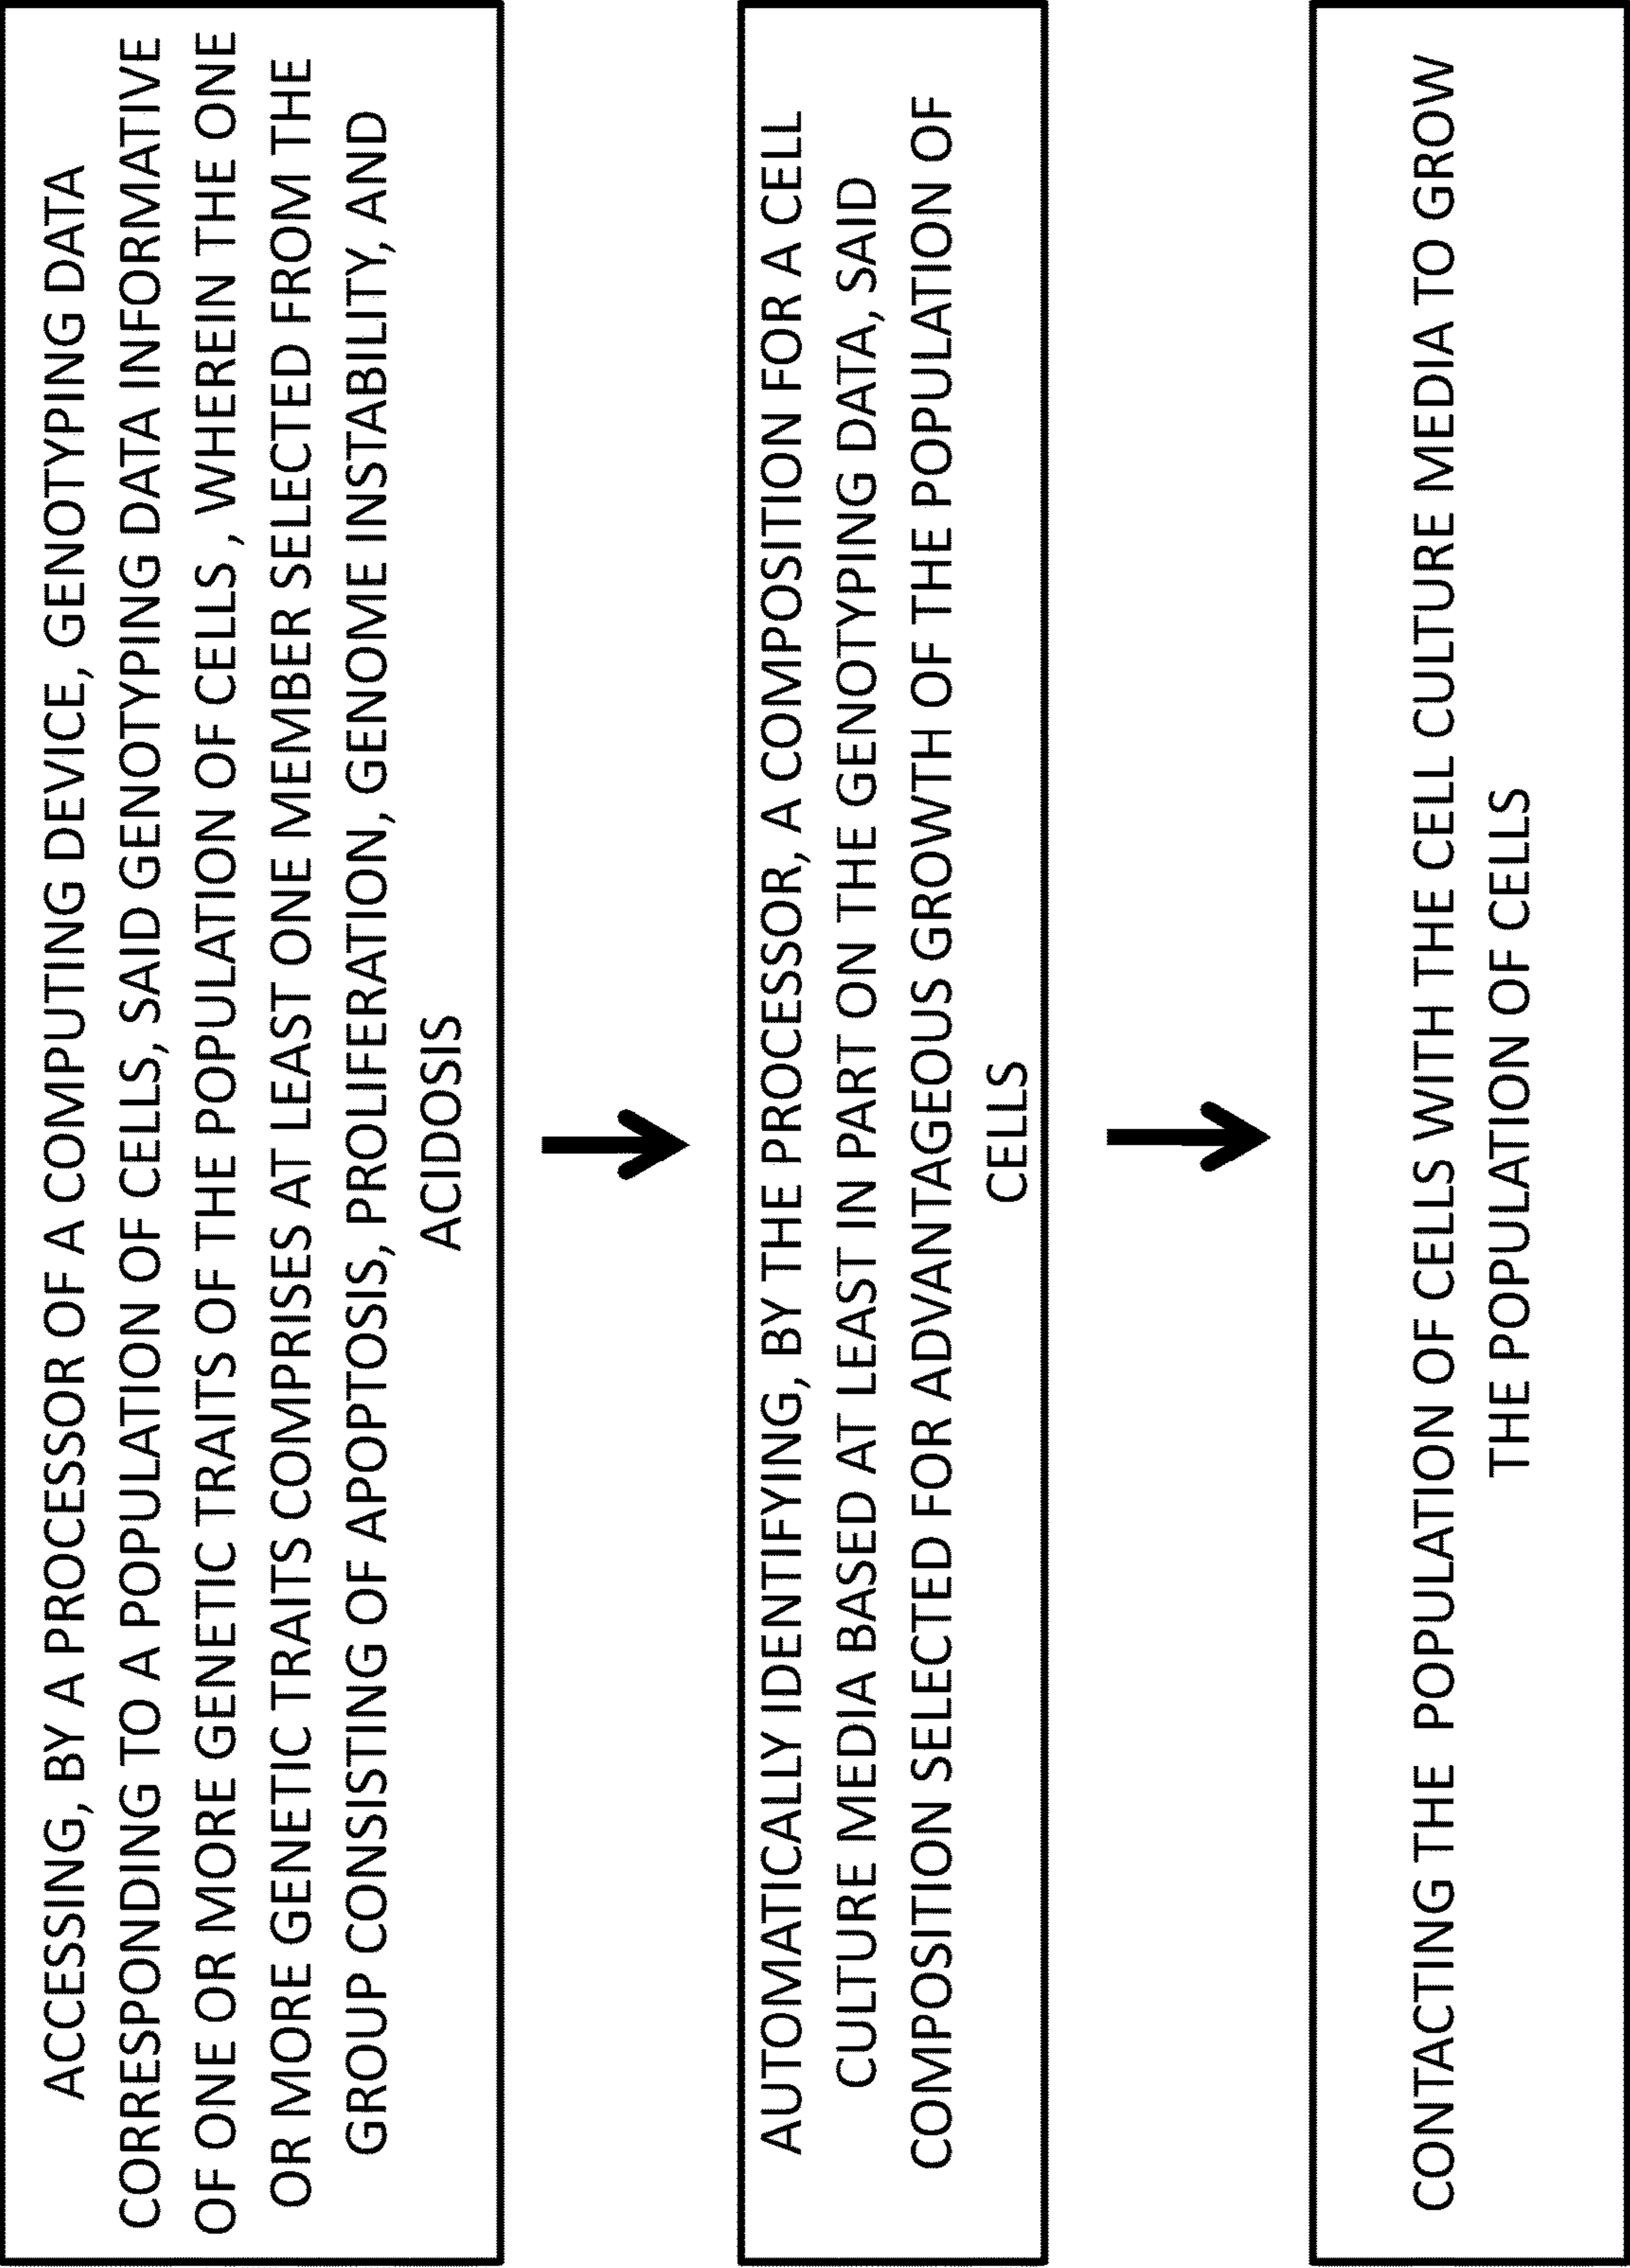 ACCESSING, BY A PROCESSOR OF A COMPUTING DEVICE, GENOTYPING DATA
CORRESPONDING TO A POPULATION OF CELLS, SAID GENOTYPING DATA INFORMATIVE
OF ONE OR MORE GENETIC TRAITS OF THE POPULATION OF CELLS , WHEREIN THE ONE
OR MORE GENETIC TRAITS COMPRISES AT LEAST ONE MEMBER SELECTED FROM THE
GROUP CONSISTING OF APOPTOSIS, PROLIFERATION, GENOME INSTABILITY, AND
ACIDOSIS
AUTOMATICALLY IDENTIFYING, BY THE PROCESSOR, A COMPOSITION FOR A CELL
CULTURE MEDIA BASED AT LEAST IN PART ON THE GENOTYPING DATA, SAID
COMPOSITION SELECTED FOR ADVANTAGEOUS GROWTH OF THE POPULATION OF
CELLS
CONTACTING THE POPULATION OF CELLS WITH THE CELL CULTURE MEDIA TO GROW
THE POPULATION OF CELLS